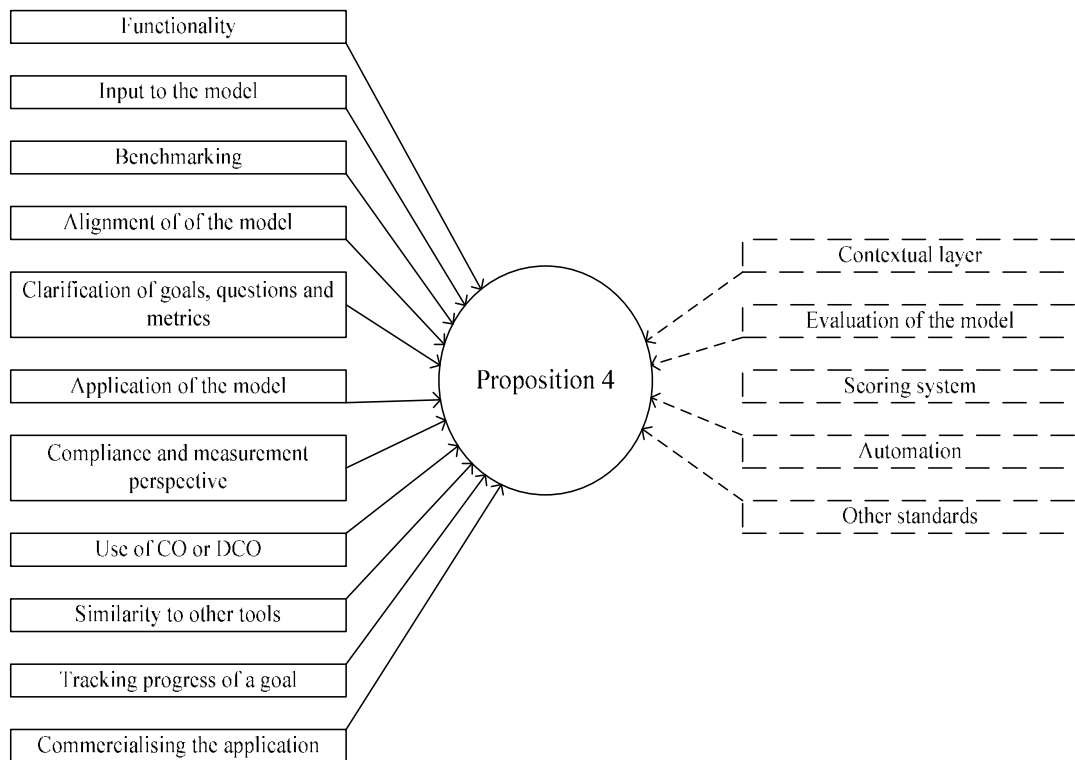 Functionality
Input to the model
Benchmarking
Alignment of of the model
Clarification of goals, questions and
metrics
Application of the model
Compliance and measurement
perspective
Use of CO or DCO
Similarity to other tools
Tracking progress of a goal
Commercialising the application
Proposition 4
Contextual layer
Evaluation of the model
Scoring system
Automation
Other standards